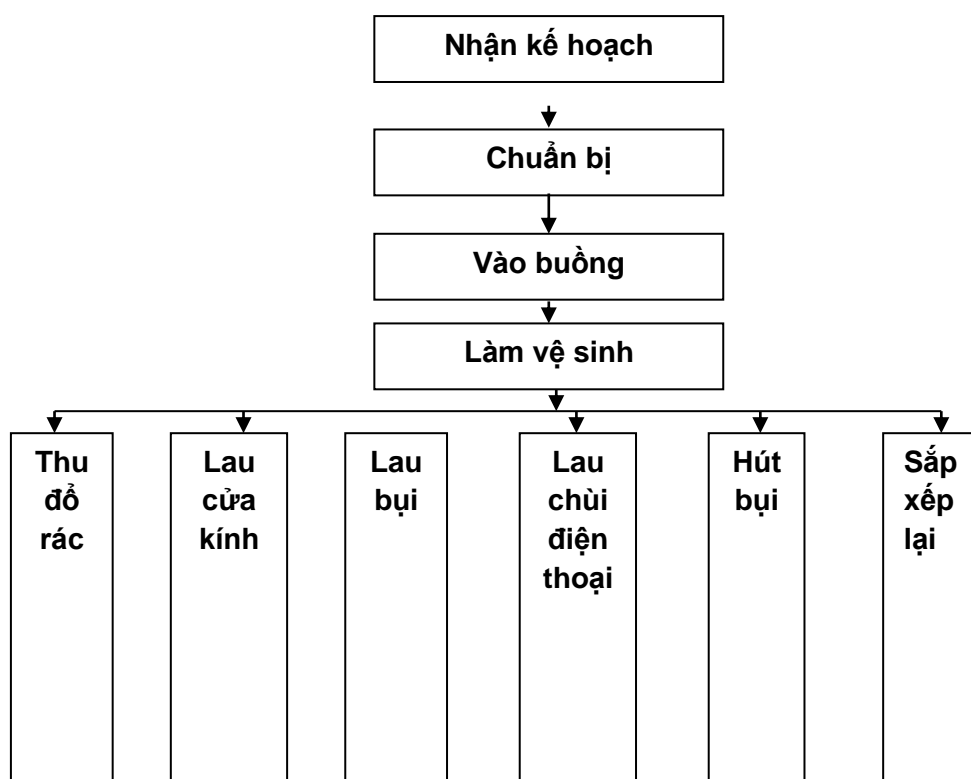 Nhận kế hoạch
Chuẩn bị
Vào buồng
Làm vệ sinh
Thu
đổ
rác
Lau
cửa
kính
Lau
bụi
Lau
chùi
điện
thoại
Hút
bụi
Sắp
xếp
lại